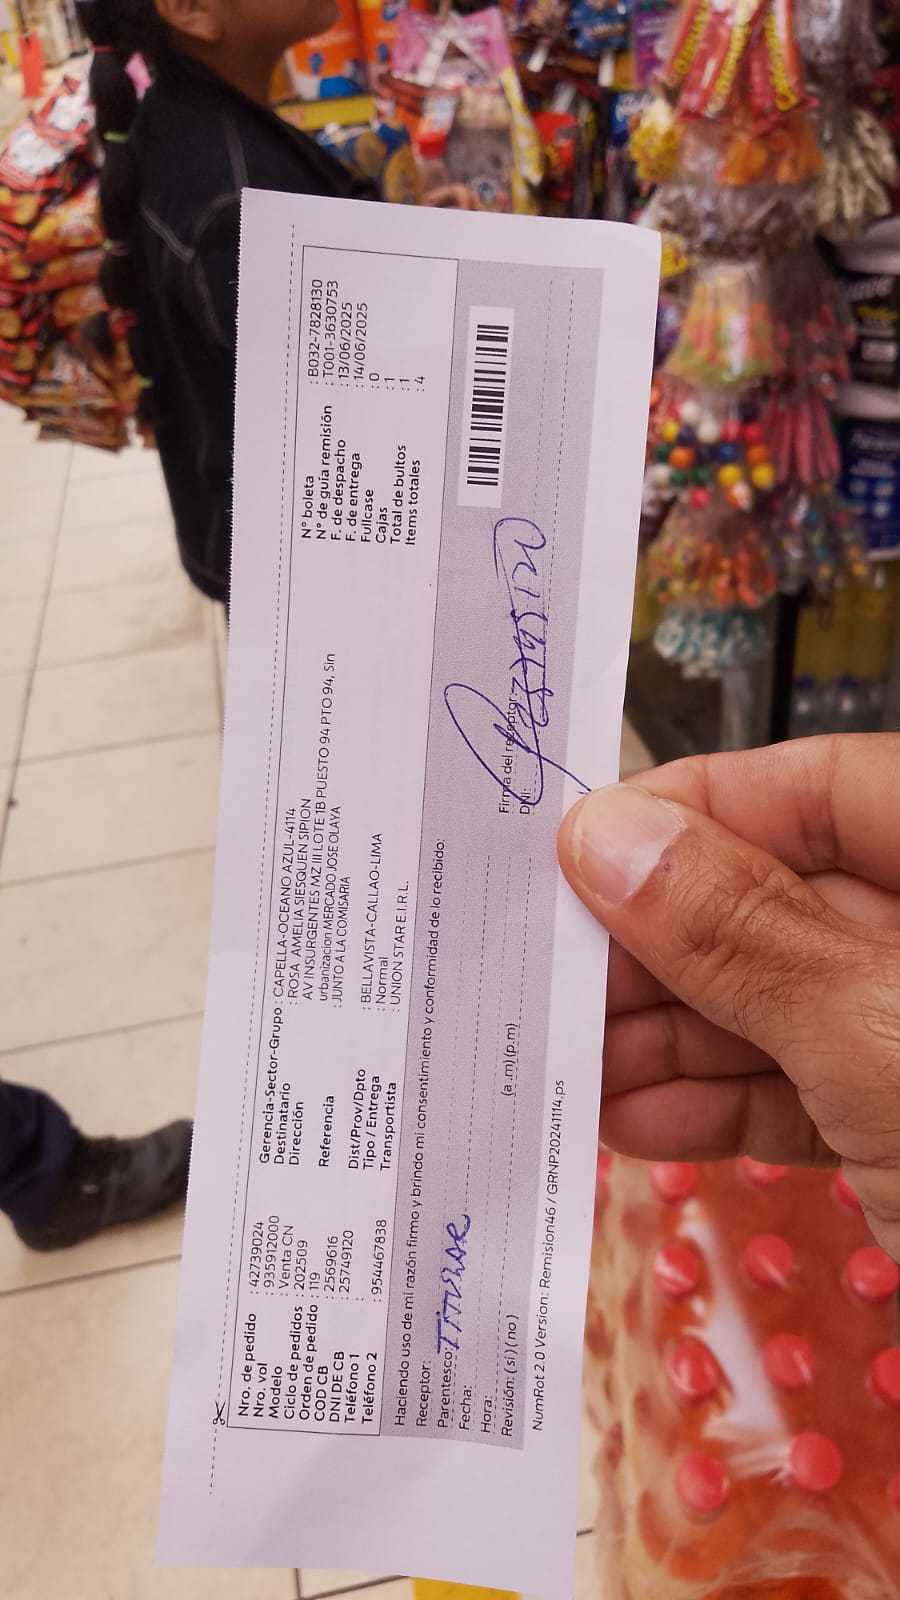 Nro. de pedido : 42739024
Nro. vol : 935912000
Modelo : Venta CN
Ciclo de pedidos : 202509
Orden de pedido : 119
COD CB : 2569616
DNI DE CB : 25749120
Teléfono 1 :
Teléfono 2 : 954467838
Gerencia-Sector-Grupo : CAPELLA-OCEANO AZUL-4114
Destinatario : ROSA AMELIA SIESQUEN SIPION
Dirección AV INSURGENTES MZ III LOTE 1B PUESTO 94 PTO 94, Sin
urbanizacion MERCADO JOSE OLAYA
Referencia : JUNTO A LA COMISARIA
Dist/Prov/Dpto : BELLAVISTA-CALLAO-LIMA
Tipo / Entrega : Normal
Transportista : UNION STAR E.I.R.L.
N° boleta : B032-7828130
N° de guía remisión : T001-3630753
F. de despacho : 13/06/2025
F. de entrega : 14/06/2025
Fullcase : 0
Cajas : 1
Total de bultos : 1
Items totales : 4
Haciendo uso de mi razón firmo y brindo mi consentimiento y conformidad de lo recibido:
Receptor:
Parentesco: TITULAR
Fecha:
Hora: (a.m) (p.m)
Revisión: ( si ) ( no )
Firma del receptor:
DNI:
NumRot 2.0 Version: Remision46 / GRNP20241114.ps